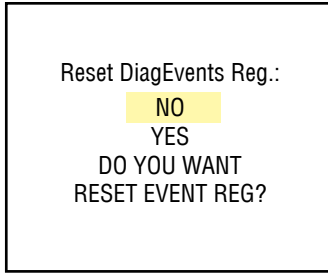 Reset DiagEvents Reg.:
NO
YES
DO YOU WANT
RESET EVENT REG?